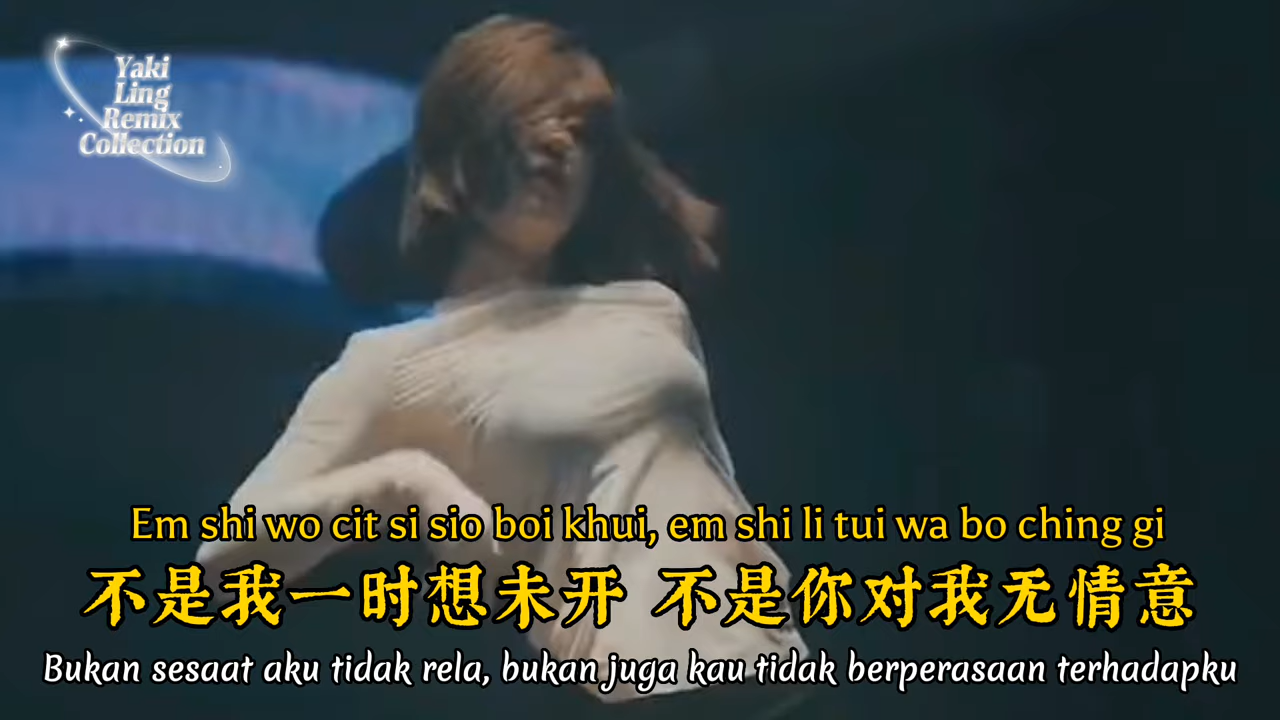 Yaki
Ling
Remix
Collection
Em shi wo cit si sio boi khui, em shi li tui wa bo ching gi
不是我一时想未开 不是你对我无情意
Bukan sesaat aku tidak rela, bukan juga kau tidak berperasaan terhadapku